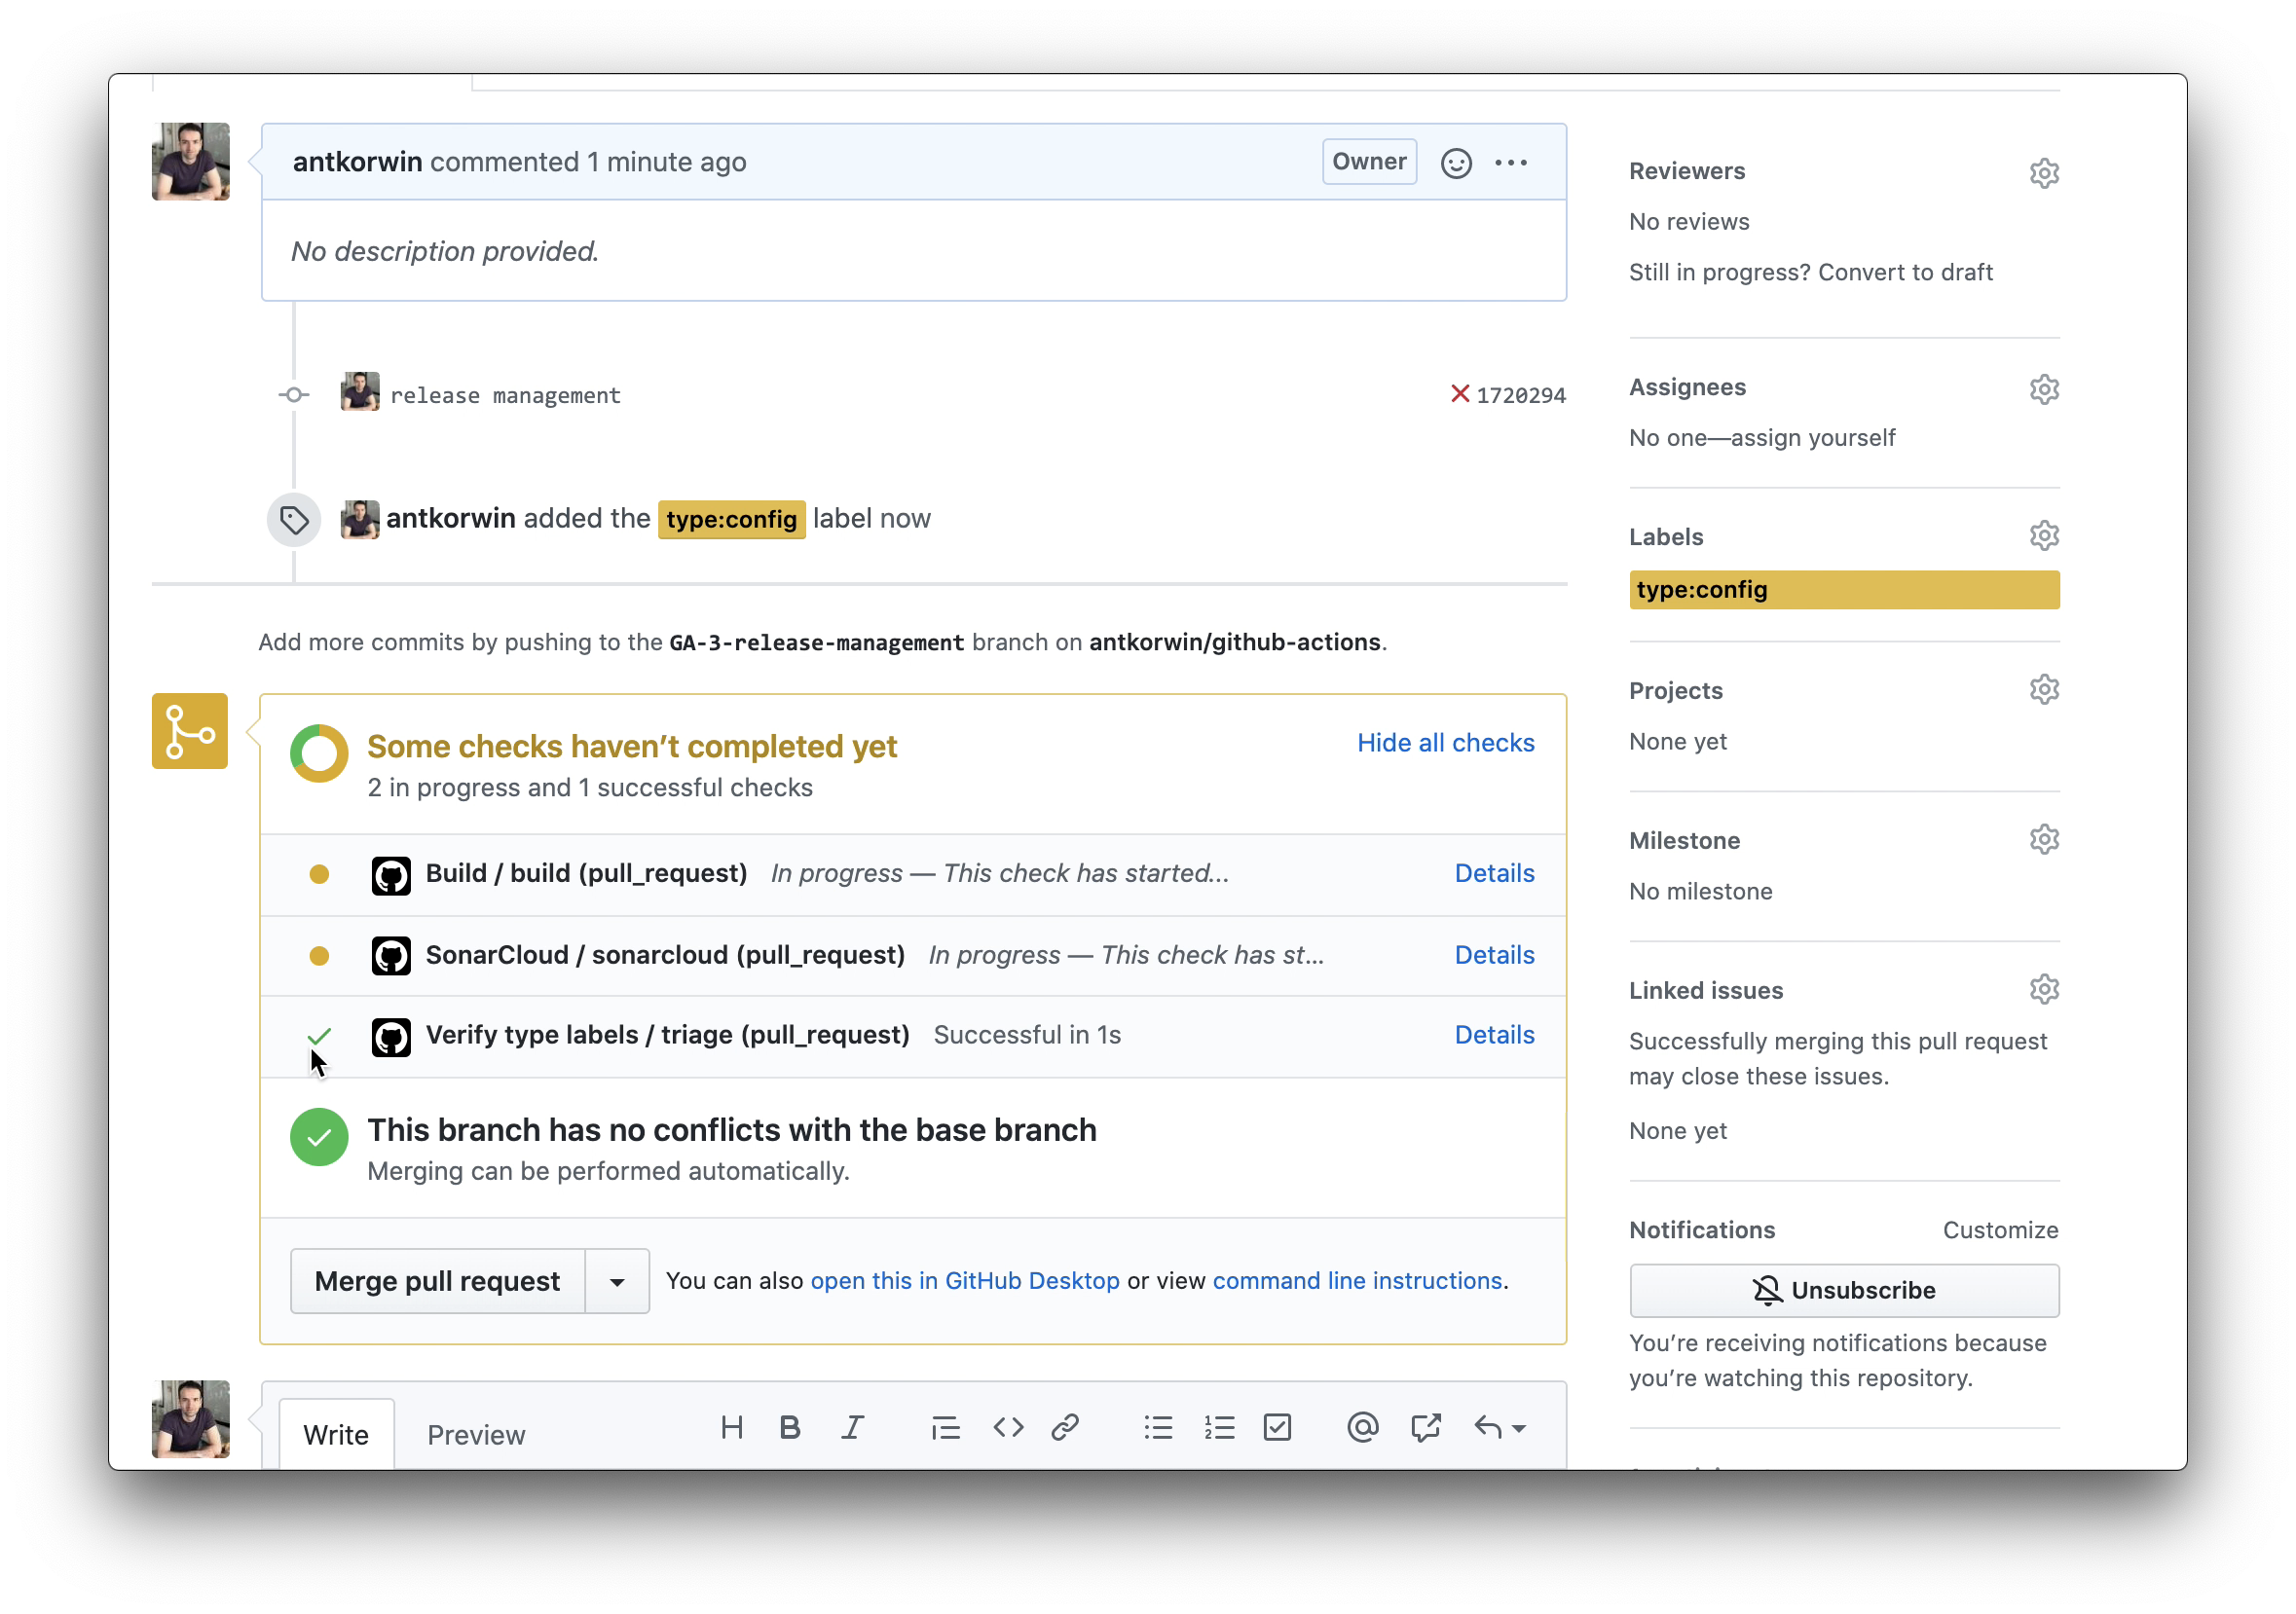 antkorwin commented 1 minute ago
Owner
No description provided.
release management
1720294
antkorwin added the type:config label now
Add more commits by pushing to the GA-3-release-management branch on antkorwin/github-actions.
Some checks haven’t completed yet
Hide all checks
2 in progress and 1 successful checks
Build / build (pull_request) In progress — This check has started...
Details
SonarCloud / sonarcloud (pull_request) In progress — This check has st...
Details
Verify type labels / triage (pull_request) Successful in 1s
Details
This branch has no conflicts with the base branch
Merging can be performed automatically.
Merge pull request
You can also open this in GitHub Desktop or view command line instructions.
Write
Preview
Reviewers
No reviews
Still in progress? Convert to draft
Assignees
No one—assign yourself
Labels
type:config
Projects
None yet
Milestone
No milestone
Linked issues
Successfully merging this pull request
may close these issues.
None yet
Notifications
Customize
Unsubscribe
You’re receiving notifications because
you’re watching this repository.